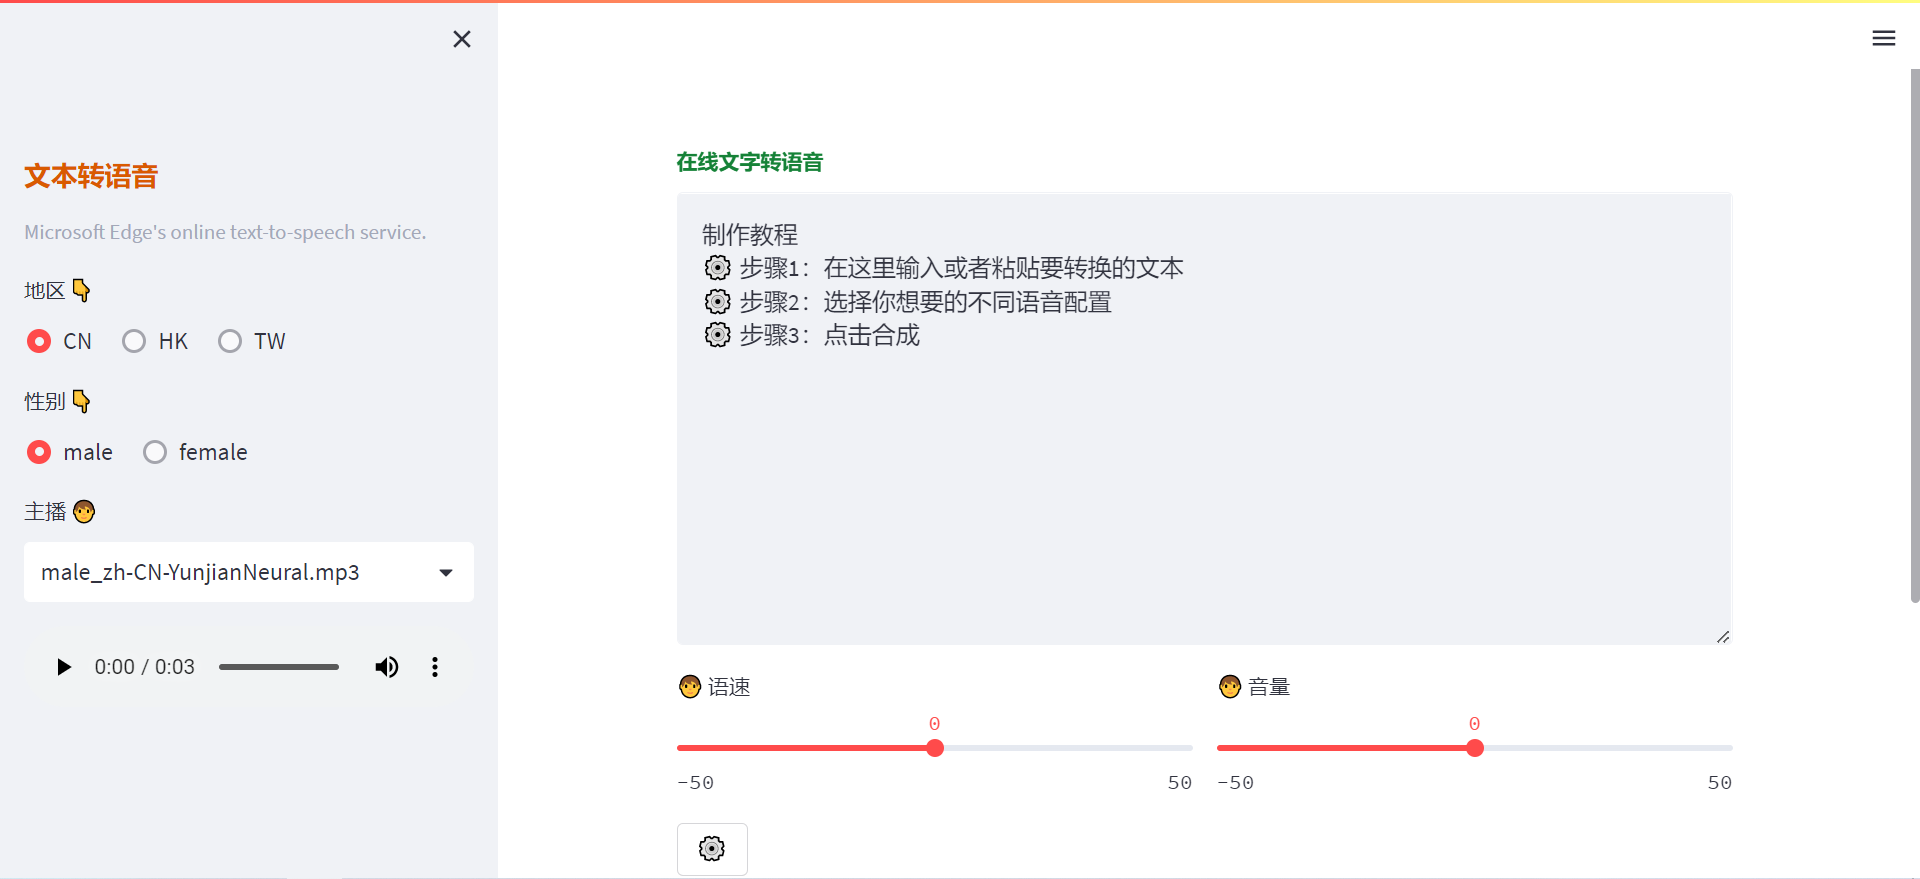 文本转语音
Microsoft Edge's online text-to-speech service.
地区👇
CN HK TW
性别👇
male female
主播🧑
male_zh-CN-YunjianNeural.mp3
0:00 / 0:03
在线文字转语音
制作教程
⚙️ 步骤1：在这里输入或者粘贴要转换的文本
⚙️ 步骤2：选择你想要的不同语音配置
⚙️ 步骤3：点击合成
🧑 语速
0
-50 50
🧑 音量
0
-50 50